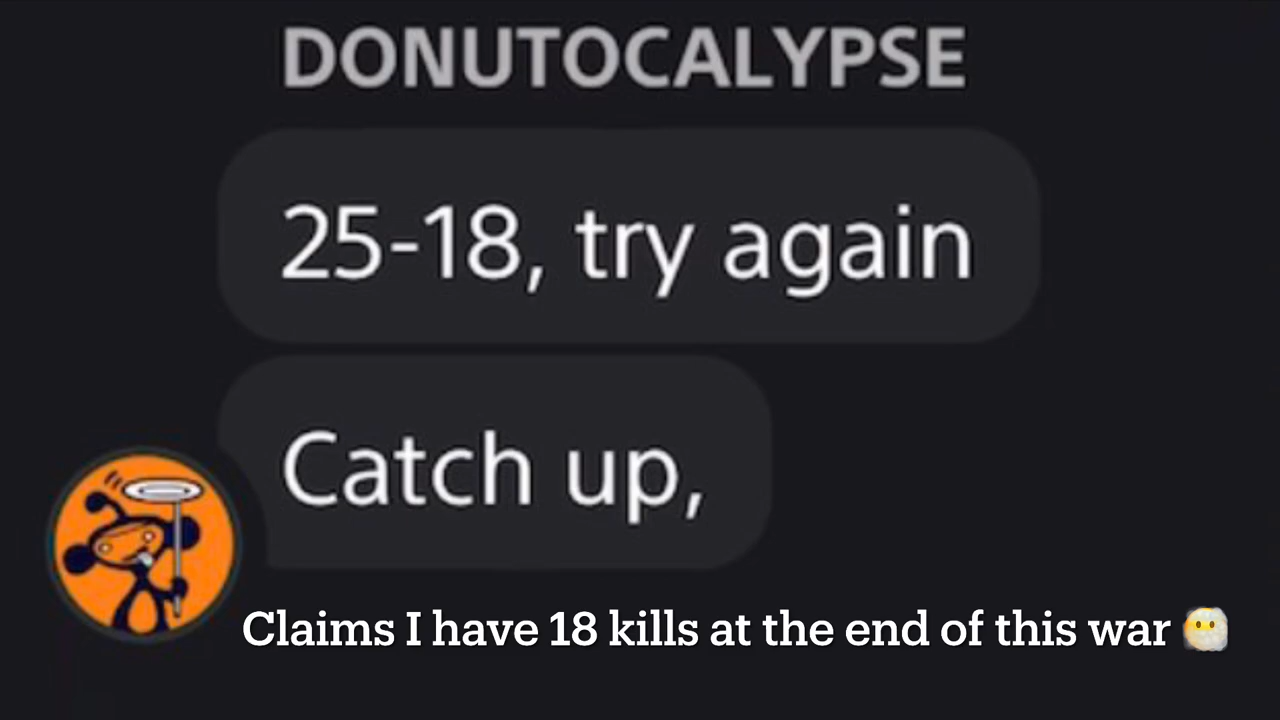 DONUTOCALYPSE
25-18, try again
Catch up,
Claims I have 18 kills at the end of this war 😶